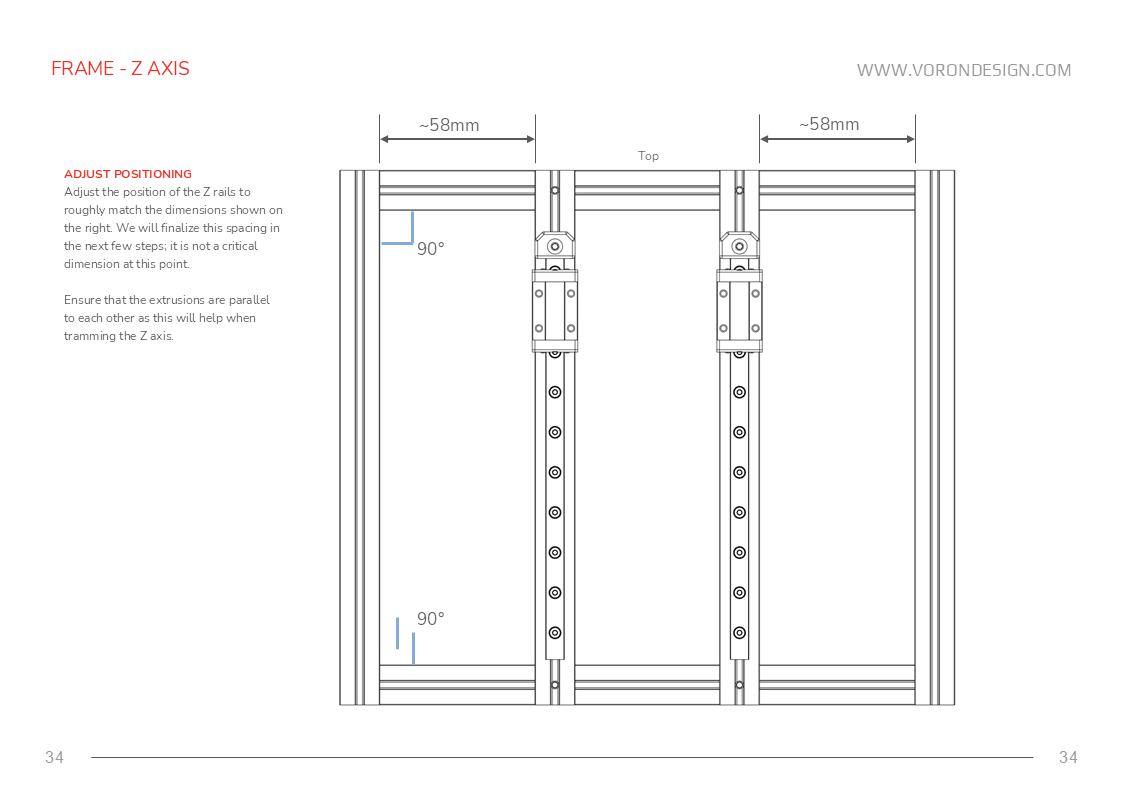 FRAME - Z AXIS
WWW.VORONDESIGN.COM
~58mm
~58mm
Top
ADJUST POSITIONING
Adjust the position of the Z rails to
roughly match the dimensions shown on
the right. We will finalize this spacing in
the next few steps; it is not a critical
dimension at this point.
Ensure that the extrusions are parallel
to each other as this will help when
tramming the Z axis.
90°
90°
34
34